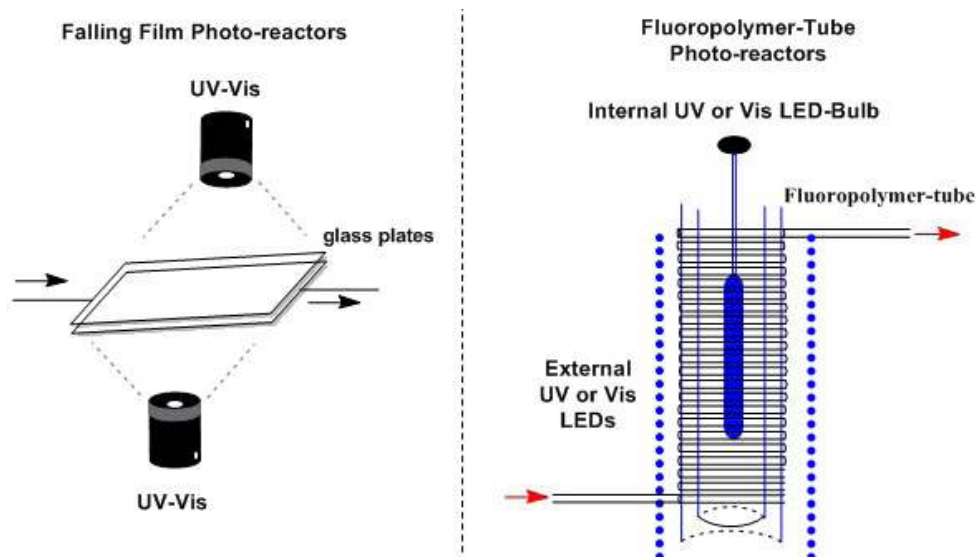 Falling Film Photo-reactors
UV-Vis
glass plates
UV-Vis
Fluoropolymer-Tube
Photo-reactors
Internal UV or Vis LED-Bulb
Fluoropolymer-tube
External
UV or Vis
LEDs